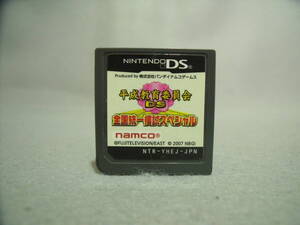 NINTENDO DS
Produced by 株式会社バンダイナムコゲームス
平成教育委員会
DS
全国統一模試スペシャル
namco®
©FUJITELEVISION/EAST © 2007 NBGI
NTR-YHEJ-JPN